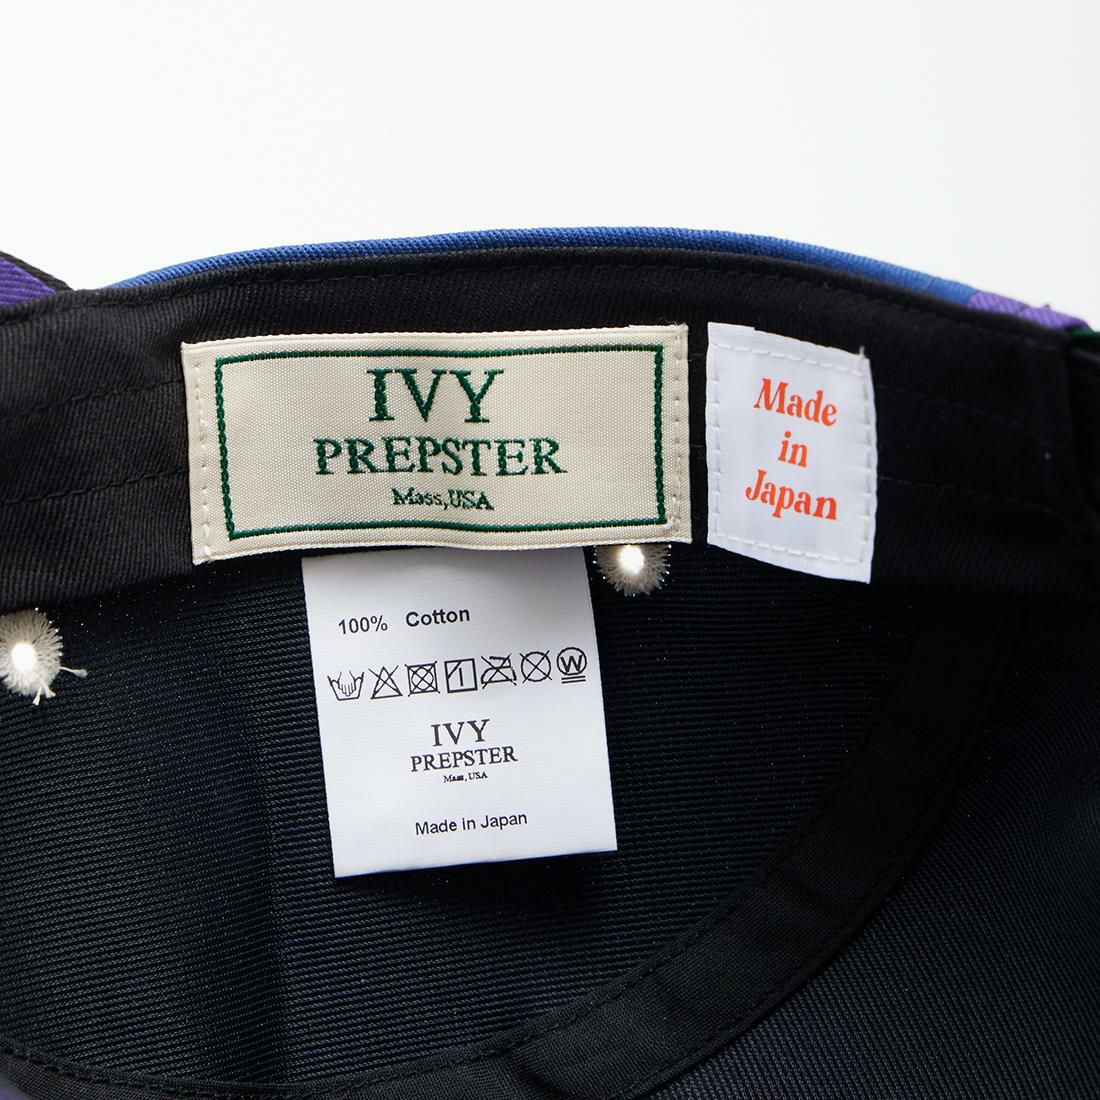 IVY
PREPSTER
Mass, USA
Made
in
Japan
100% Cotton
W
IVY
PREPSTER
Mass, USA
Made in Japan